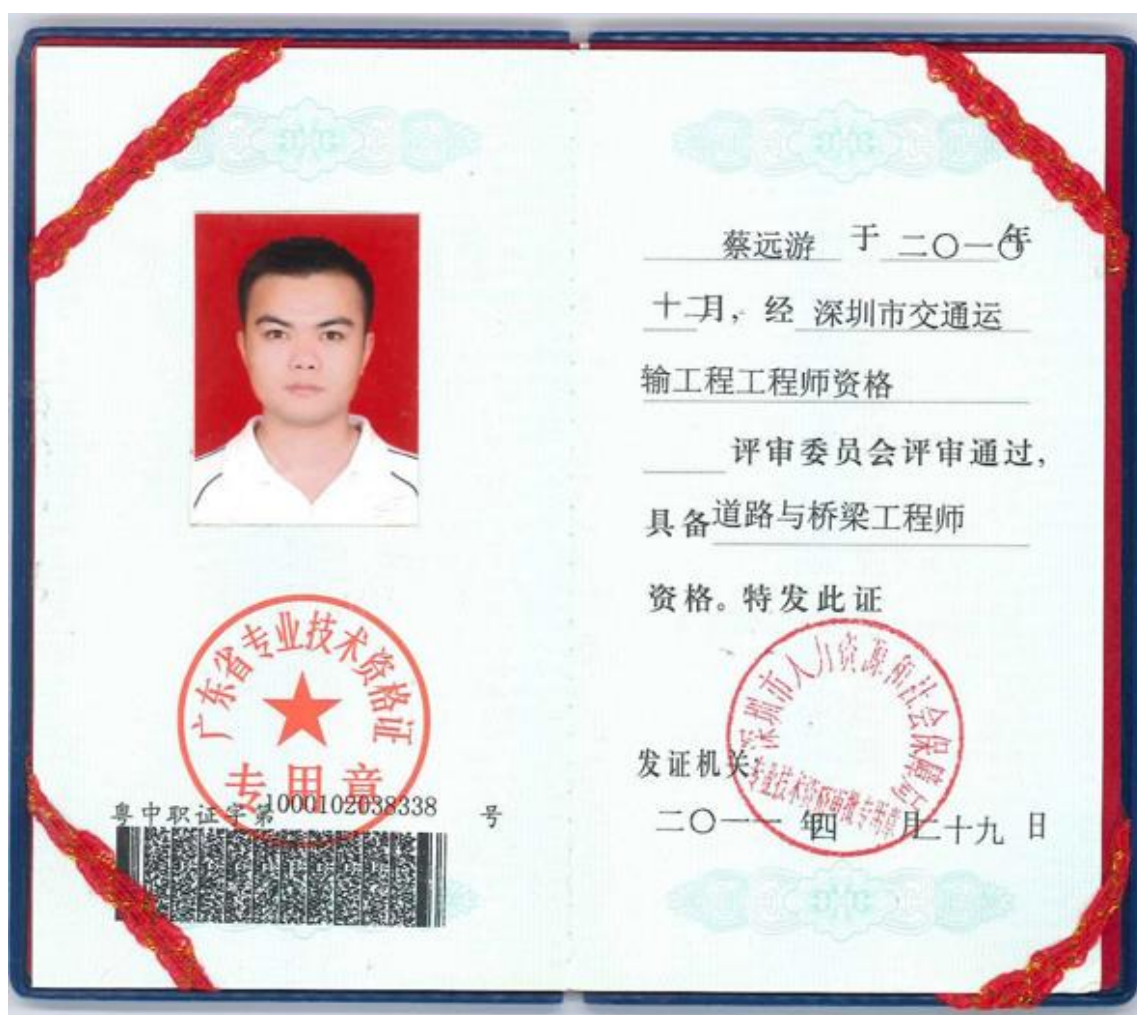 广东省专业技术资格证
专用章
粤中职证字第1000102038338 号
蔡远游 于 二〇一〇年
十二月，经 深圳市交通运
输工程工程师资格
评审委员会评审通过，
具备道路与桥梁工程师
资格。特发此证
深圳市人力资源和社会保障局
发证机关：
二〇一一 年四 月二十九 日